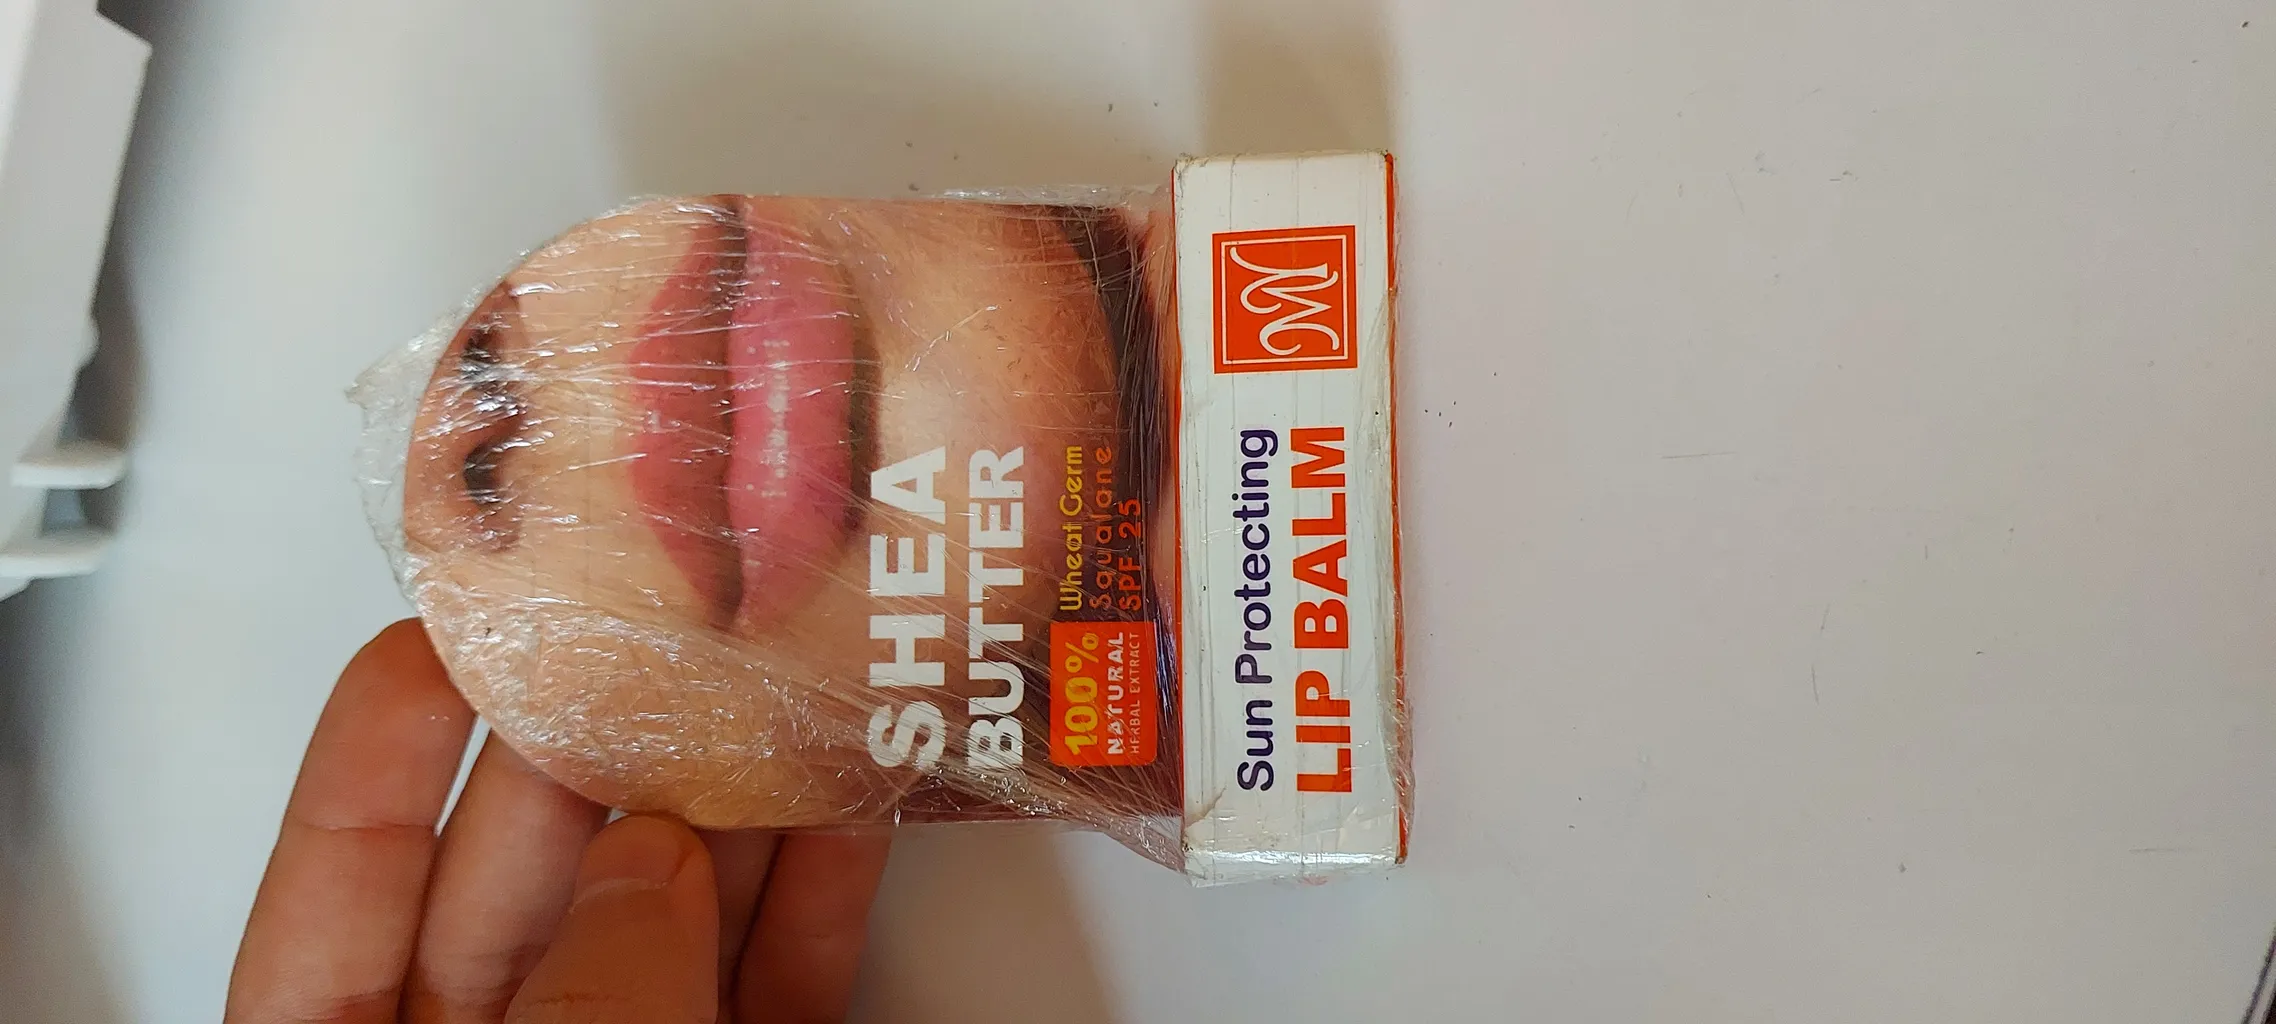 SHEA
BUTTER
100%
NATURAL
HERBAL EXTRACT
Wheat Germ
Squalane
SPF 25
Sun Protecting
LIP BALM
M